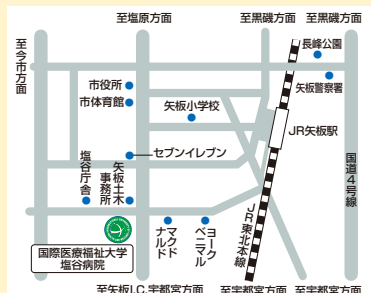 至塩原方面
至黒磯方面
至黒磯方面
至今市方面
長峰公園
市役所
市体育館
矢板小学校
矢板警察署
JR矢板駅
セブンイレブン
塩谷庁舎
矢板土木
事務所
国道4号線
JR東北本線
マクド
ナルド
ヨーク
ベニマル
国際医療福祉大学
塩谷病院
至矢板I.C.宇都宮方面
至宇都宮方面
至宇都宮方面